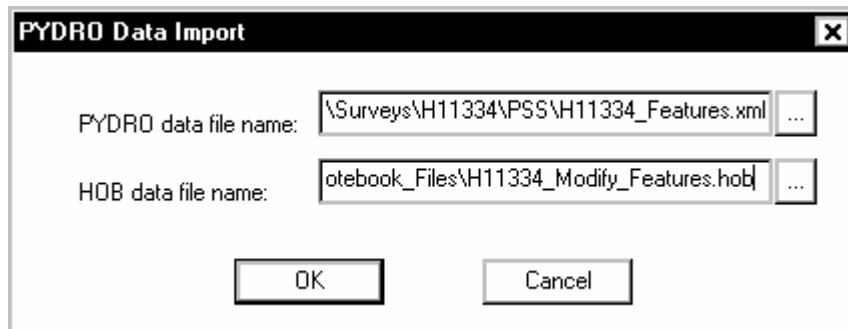 PYDRO Data Import
PYDRO data file name: \Surveys\H11334\PSS\H11334_Features.xml ...
HOB data file name: otebook_Files\H11334_Modify_Features.hob ...
OK Cancel